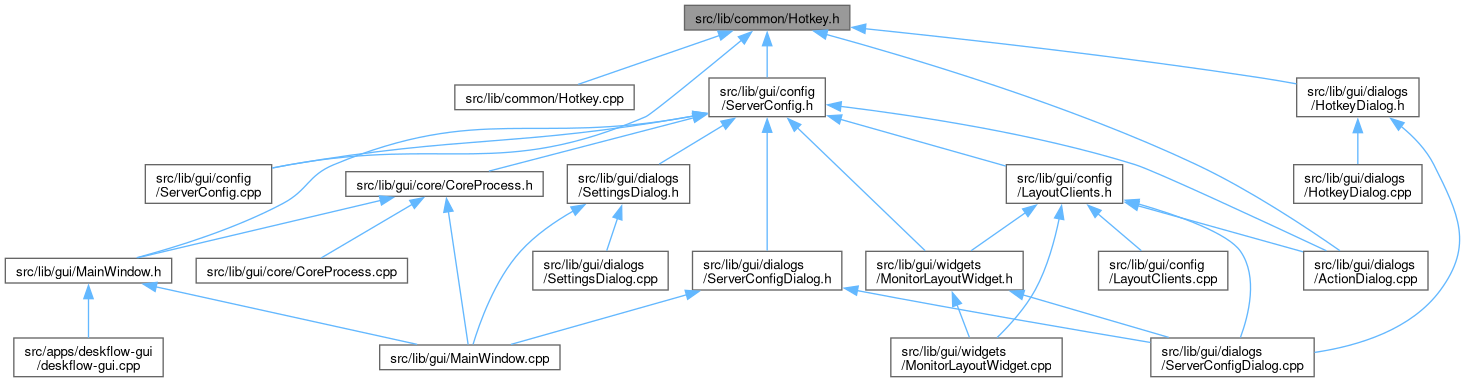 src/lib/common/Hotkey.h
src/lib/common/Hotkey.cpp
src/lib/gui/config
/ServerConfig.h
src/lib/gui/dialogs
/HotkeyDialog.h
src/lib/gui/config
/ServerConfig.cpp
src/lib/gui/core/CoreProcess.h
src/lib/gui/dialogs
/SettingsDialog.h
src/lib/gui/config
/LayoutClients.h
src/lib/gui/dialogs
/HotkeyDialog.cpp
src/lib/gui/MainWindow.h
src/lib/gui/core/CoreProcess.cpp
src/lib/gui/dialogs
/SettingsDialog.cpp
src/lib/gui/dialogs
/ServerConfigDialog.h
src/lib/gui/widgets
/MonitorLayoutWidget.h
src/lib/gui/config
/LayoutClients.cpp
src/lib/gui/dialogs
/ActionDialog.cpp
src/apps/deskflow-gui
/deskflow-gui.cpp
src/lib/gui/MainWindow.cpp
src/lib/gui/widgets
/MonitorLayoutWidget.cpp
src/lib/gui/dialogs
/ServerConfigDialog.cpp